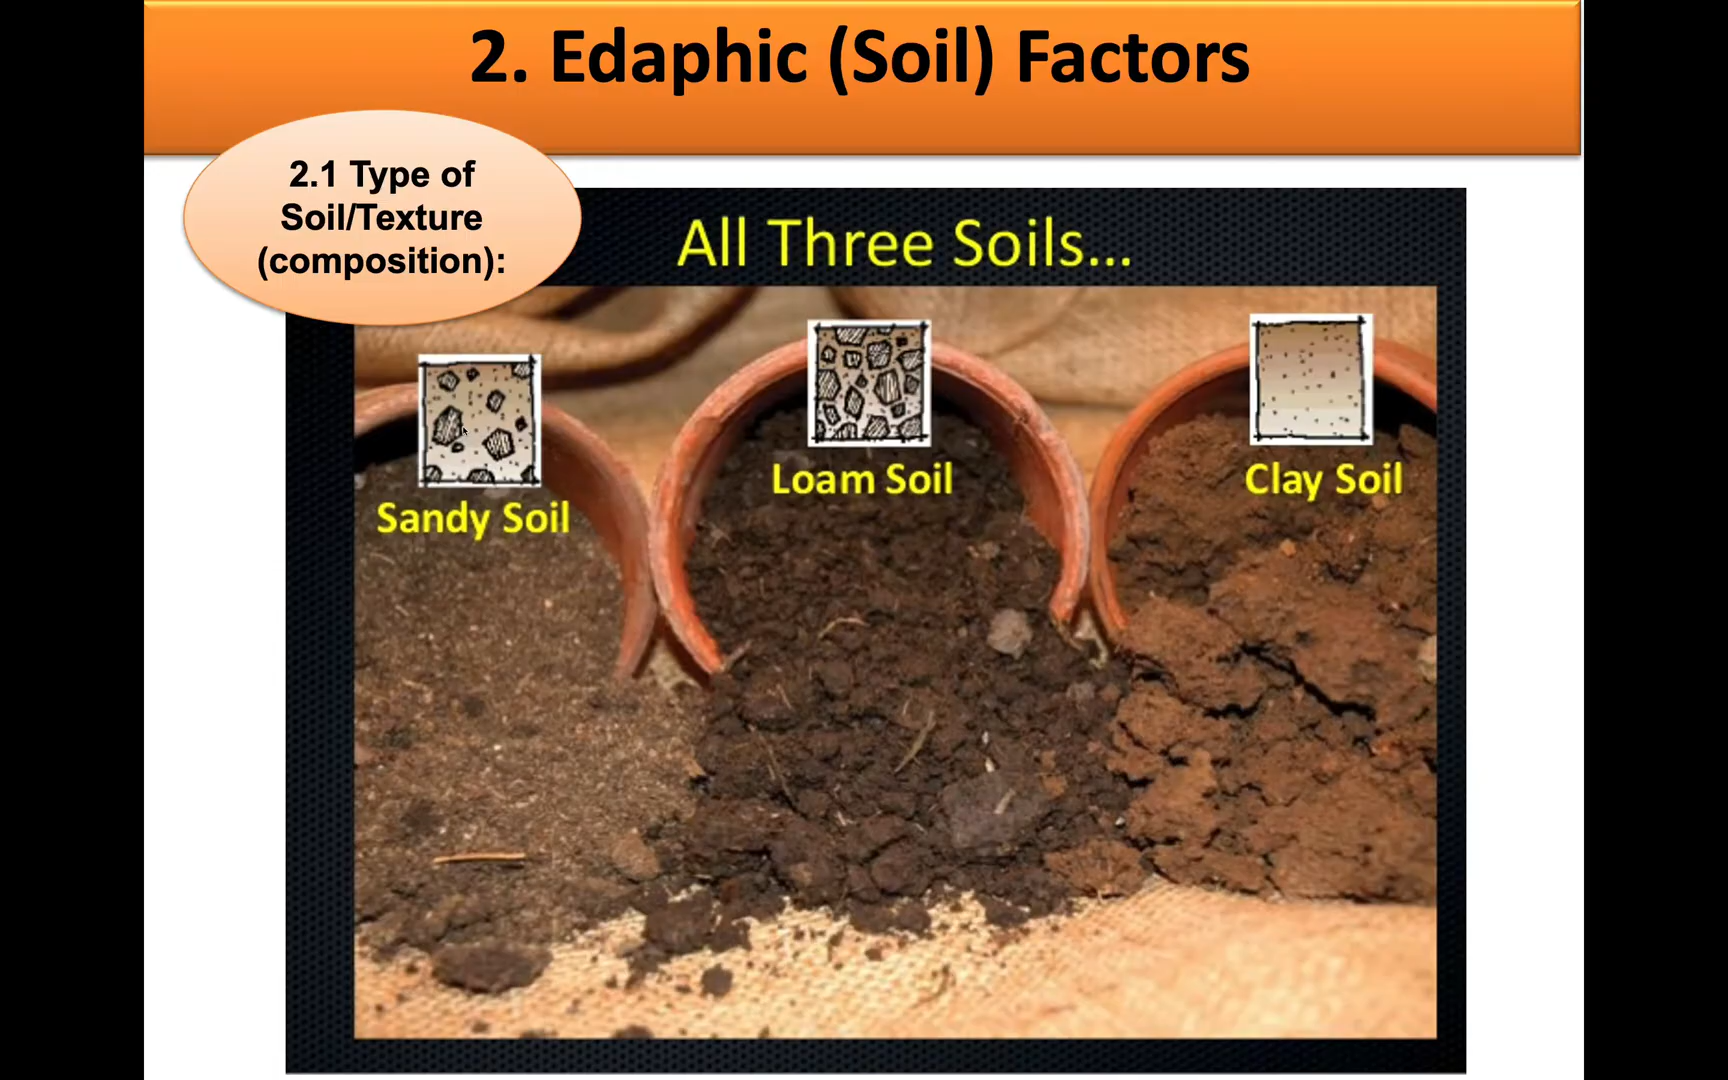 2. Edaphic (Soil) Factors
2.1 Type of
Soil/Texture
(composition):
All Three Soils...
Sandy Soil
Loam Soil
Clay Soil